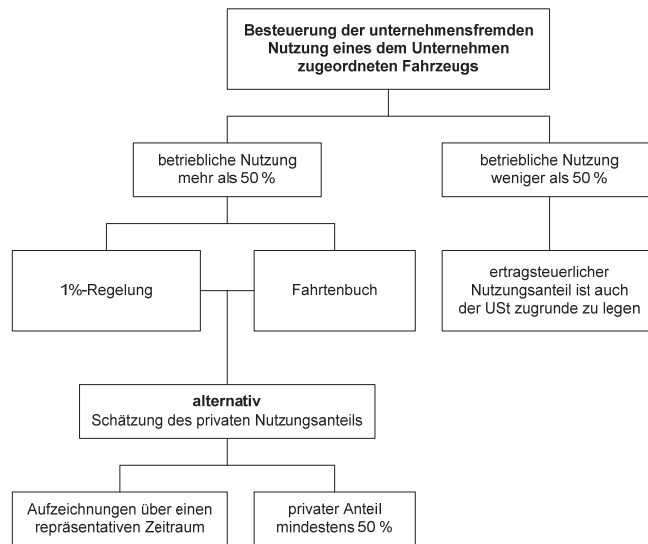 Besteuerung der unternehmensfremden
Nutzung eines dem Unternehmen
zugeordneten Fahrzeugs
betriebliche Nutzung
mehr als 50 %
betriebliche Nutzung
weniger als 50 %
1%-Regelung
Fahrtenbuch
ertragsteuerlicher
Nutzungsanteil ist auch
der USt zugrunde zu legen
alternativ
Schätzung des privaten Nutzungsanteils
Aufzeichnungen über einen
repräsentativen Zeitraum
privater Anteil
mindestens 50 %